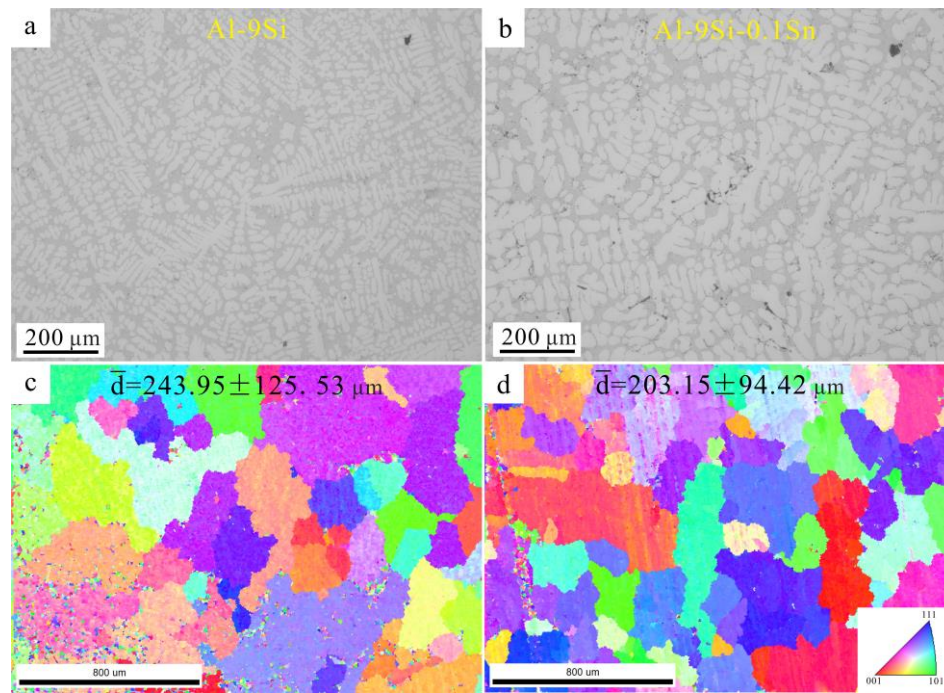 a
Al-9Si
200 μm
b
Al-9Si-0.1Sn
200 μm
c
d̅=243.95±125. 53 μm
800 um
d
d̅=203.15±94.42 μm
800 um
111
001
101